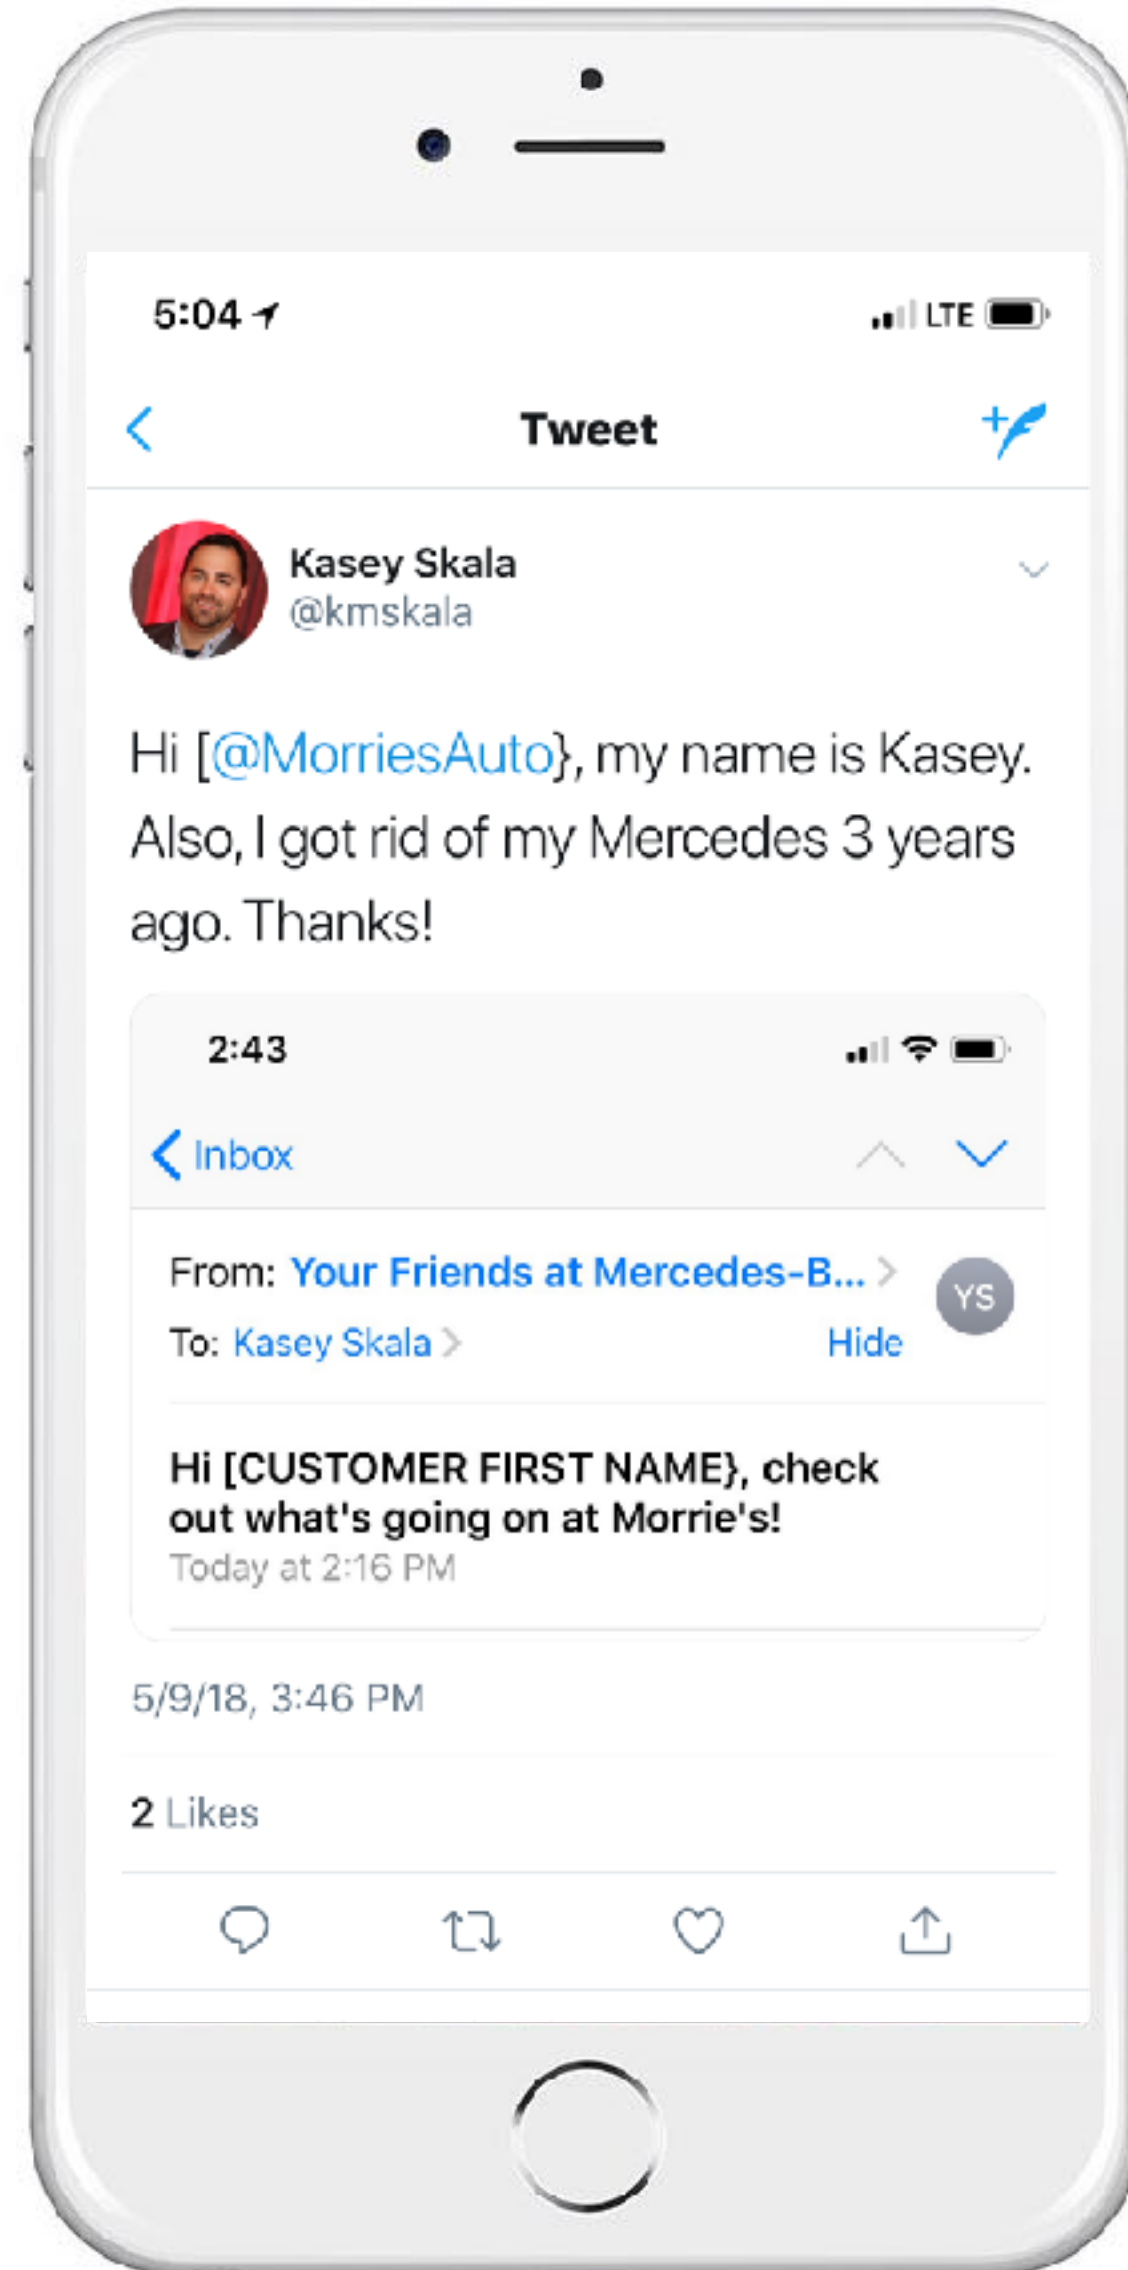 5:04 LTE
Tweet
Kasey Skala
@kmskala
Hi [@MorriesAuto}, my name is Kasey.
Also, I got rid of my Mercedes 3 years
ago. Thanks!
2:43
Inbox
From: Your Friends at Mercedes-B...
YS
To: Kasey Skala Hide
Hi [CUSTOMER FIRST NAME}, check
out what's going on at Morrie's!
Today at 2:16 PM
5/9/18, 3:46 PM
2 Likes